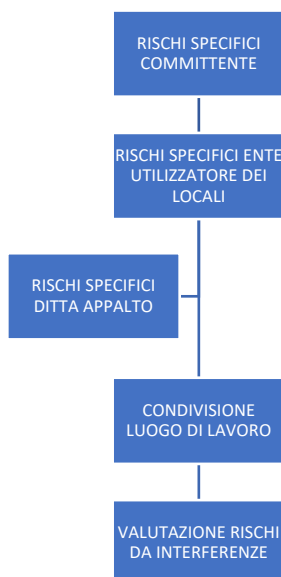 RISCHI SPECIFICI
COMMITTENTE
RISCHI SPECIFICI ENTE
UTILIZZATORE DEI
LOCALI
RISCHI SPECIFICI
DITTA APPALTO
CONDIVISIONE
LUOGO DI LAVORO
VALUTAZIONE RISCHI
DA INTERFERENZE